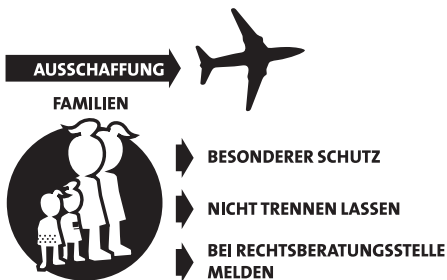 AUSSCHAFFUNG
FAMILIEN
BESONDERER SCHUTZ
NICHT TRENNEN LASSEN
BEI RECHTSBERATUNGSSTELLE
MELDEN